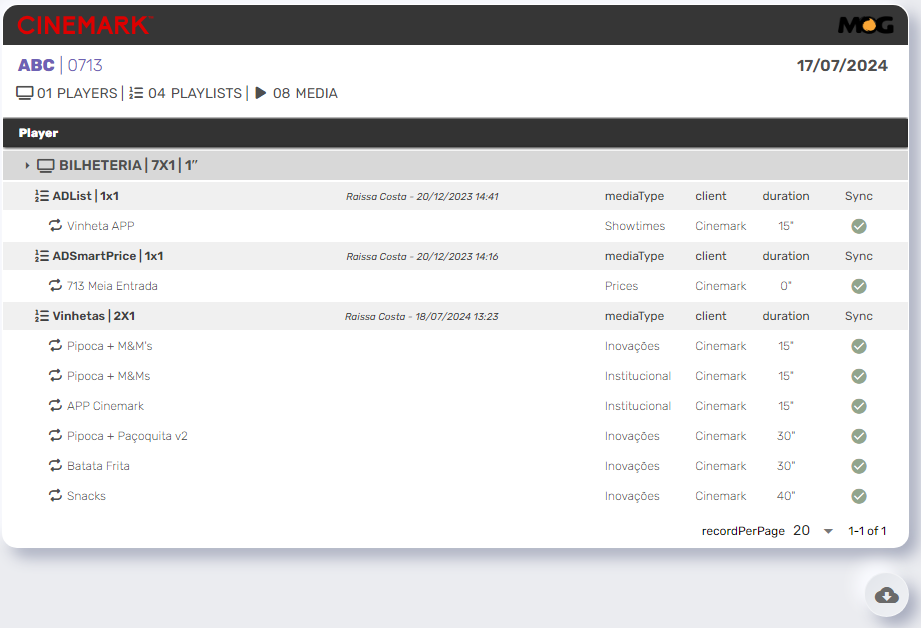 CINEMARK MOG
ABC | 0713 17/07/2024
01 PLAYERS | 04 PLAYLISTS | 08 MEDIA
Player
BILHETERIA | 7X1 | 1’’
ADList | 1x1 Raissa Costa - 20/12/2023 14:41 mediaType client duration Sync
Vinheta APP Showtimes Cinemark 15"
ADSmartPrice | 1x1 Raissa Costa - 20/12/2023 14:16 mediaType client duration Sync
713 Meia Entrada Prices Cinemark 0"
Vinhetas | 2X1 Raissa Costa - 18/07/2024 13:23 mediaType client duration Sync
Pipoca + M&M's Inovações Cinemark 15"
Pipoca + M&Ms Institucional Cinemark 15"
APP Cinemark Institucional Cinemark 15"
Pipoca + Paçoquita v2 Inovações Cinemark 30"
Batata Frita Inovações Cinemark 30"
Snacks Inovações Cinemark 40"
recordPerPage 20 1-1 of 1